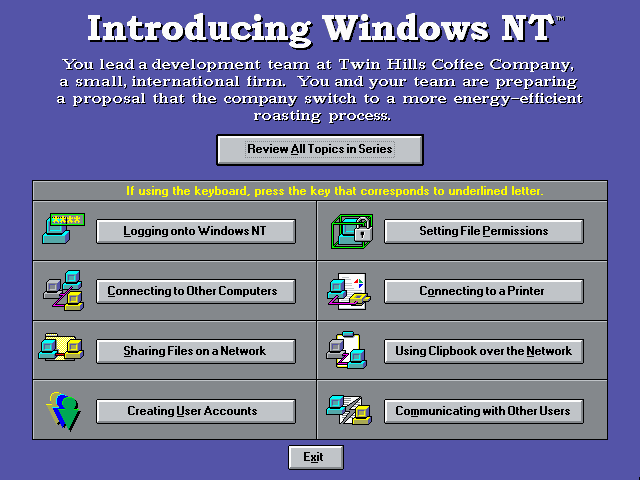 Introducing Windows NT™
You lead a development team at Twin Hills Coffee Company,
a small, international firm. You and your team are preparing
a proposal that the company switch to a more energy-efficient
roasting process.
Review All Topics in Series
If using the keyboard, press the key that corresponds to underlined letter.
****
Logging onto Windows NT
Setting File Permissions
Connecting to Other Computers
Connecting to a Printer
Sharing Files on a Network
Using Clipbook over the Network
Creating User Accounts
Communicating with Other Users
Exit